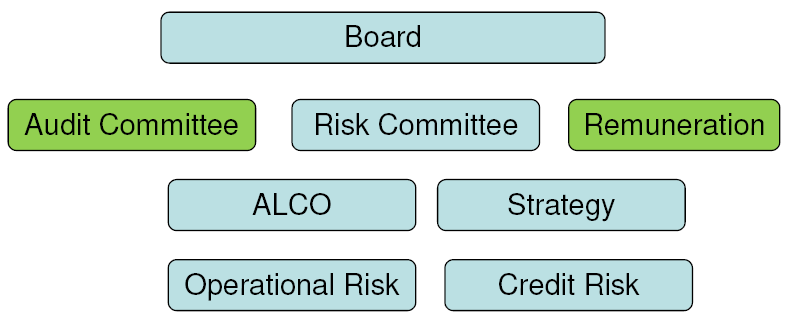 Board
Audit Committee
Risk Committee
Remuneration
ALCO
Strategy
Operational Risk
Credit Risk